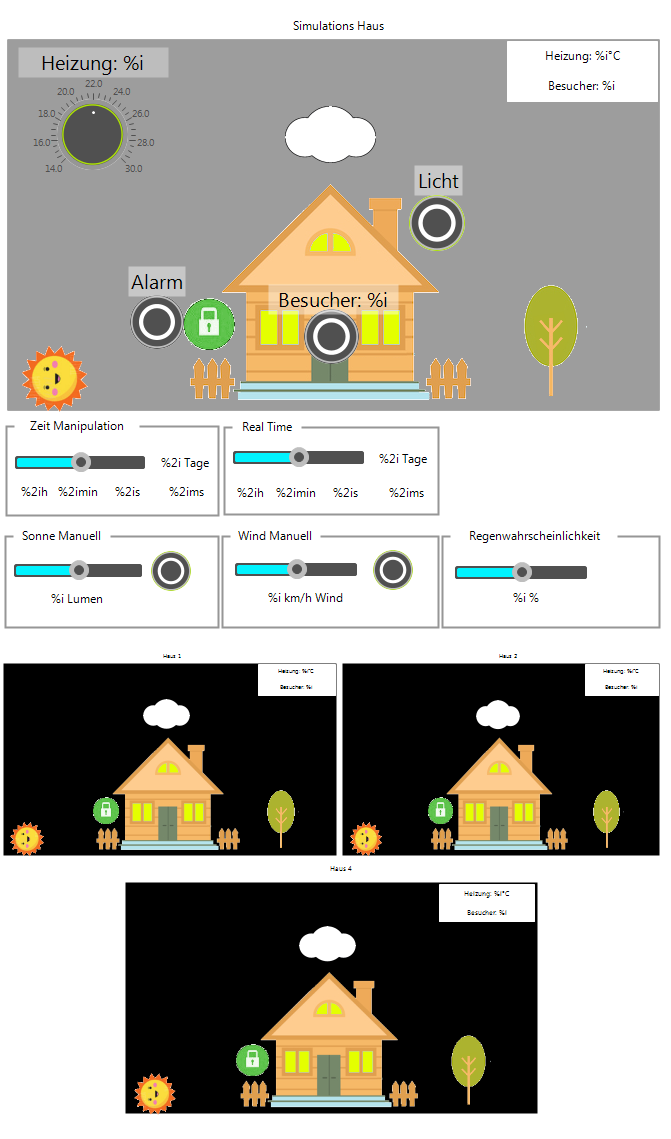 Simulations Haus
Heizung: %i
Heizung: %i°C
Besucher: %i
22.0
20.0
24.0
18.0
26.0
16.0
28.0
14.0
30.0
Licht
Alarm
Besucher: %i
Zeit Manipulation
%2i Tage
%2ih %2imin %2is %2ims
Real Time
%2i Tage
%2ih %2imin %2is %2ims
Sonne Manuell
%i Lumen
Wind Manuell
%i km/h Wind
Regenwahrscheinlichkeit
%i %
Haus 1
Heizung: %i°C
Besucher: %i
Haus 2
Heizung: %i°C
Besucher: %i
Haus 4
Heizung: %i°C
Besucher: %i